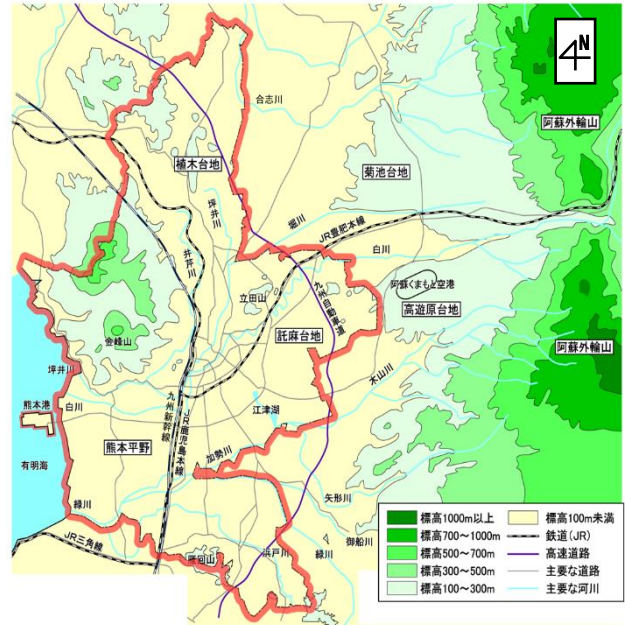 N
阿蘇外輪山
合志川
植木台地
菊池台地
坪井川
堀川
JR豊肥本線
井芹川
白川
立田山
九州自動車道
阿蘇くまもと空港
高遊原台地
託麻台地
金峰山
阿蘇外輪山
坪井川
木山川
熊本港
白川
九州新幹線
JR鹿児島本線
江津湖
熊本平野
加勢川
有明海
緑川
矢形川
御船川
JR三角線
雁回山
浜戸川
緑川
標高1000m以上
標高700～1000m
標高500～700m
標高300～500m
標高100～300m
標高100m未満
鉄道(JR)
高速道路
主要な道路
主要な河川